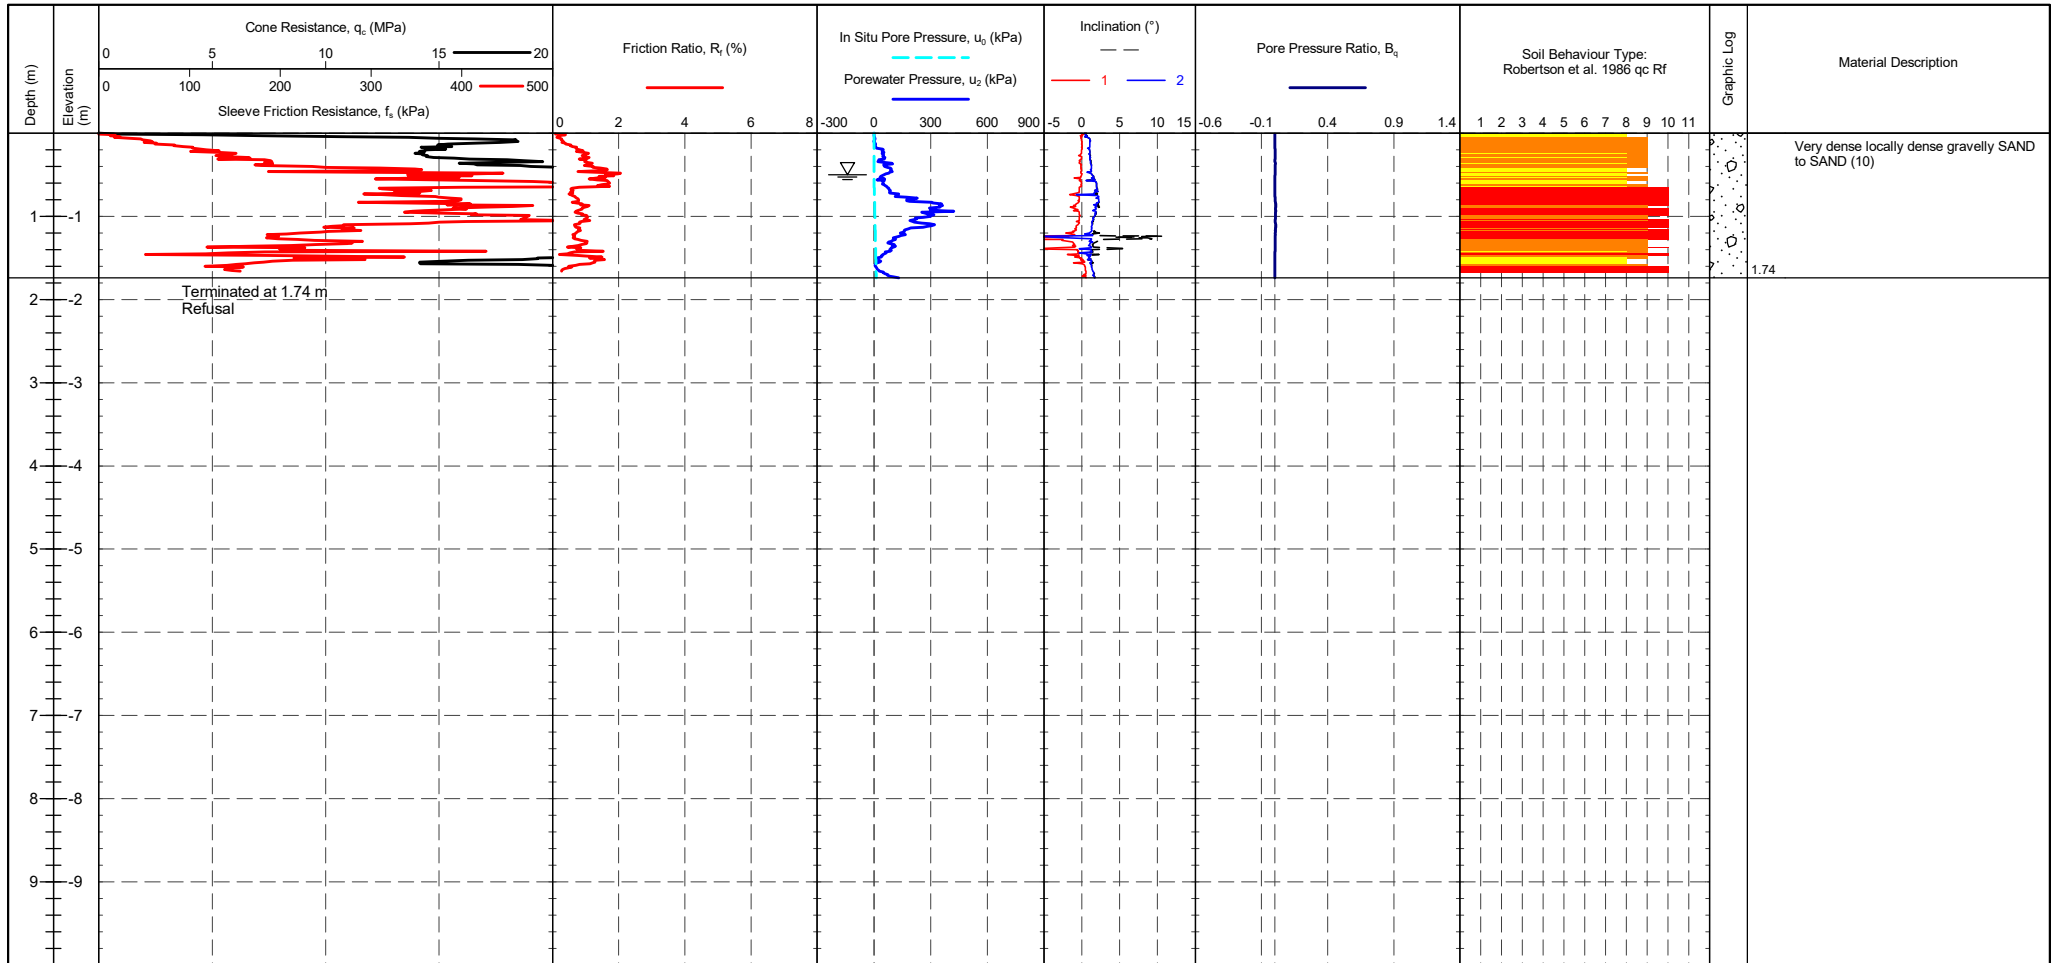 Depth (m)
Elevation
(m)
Cone Resistance, qc (MPa)
0 5 10 15 20
0 100 200 300 400 500
Sleeve Friction Resistance, fs (kPa)
Friction Ratio, Rf (%)
0 2 4 6 8
In Situ Pore Pressure, u0 (kPa)
Porewater Pressure, u2 (kPa)
-300 0 300 600 900
Inclination (°)
1 2
-5 0 5 10 15
Pore Pressure Ratio, Bq
-0.6 -0.1 0.4 0.9 1.4
Soil Behaviour Type:
Robertson et al. 1986 qc Rf
1 2 3 4 5 6 7 8 9 10 11
Graphic Log
Material Description
Very dense locally dense gravelly SAND
to SAND (10)
1.74
Terminated at 1.74 m
Refusal
1 -1
2 -2
3 -3
4 -4
5 -5
6 -6
7 -7
8 -8
9 -9